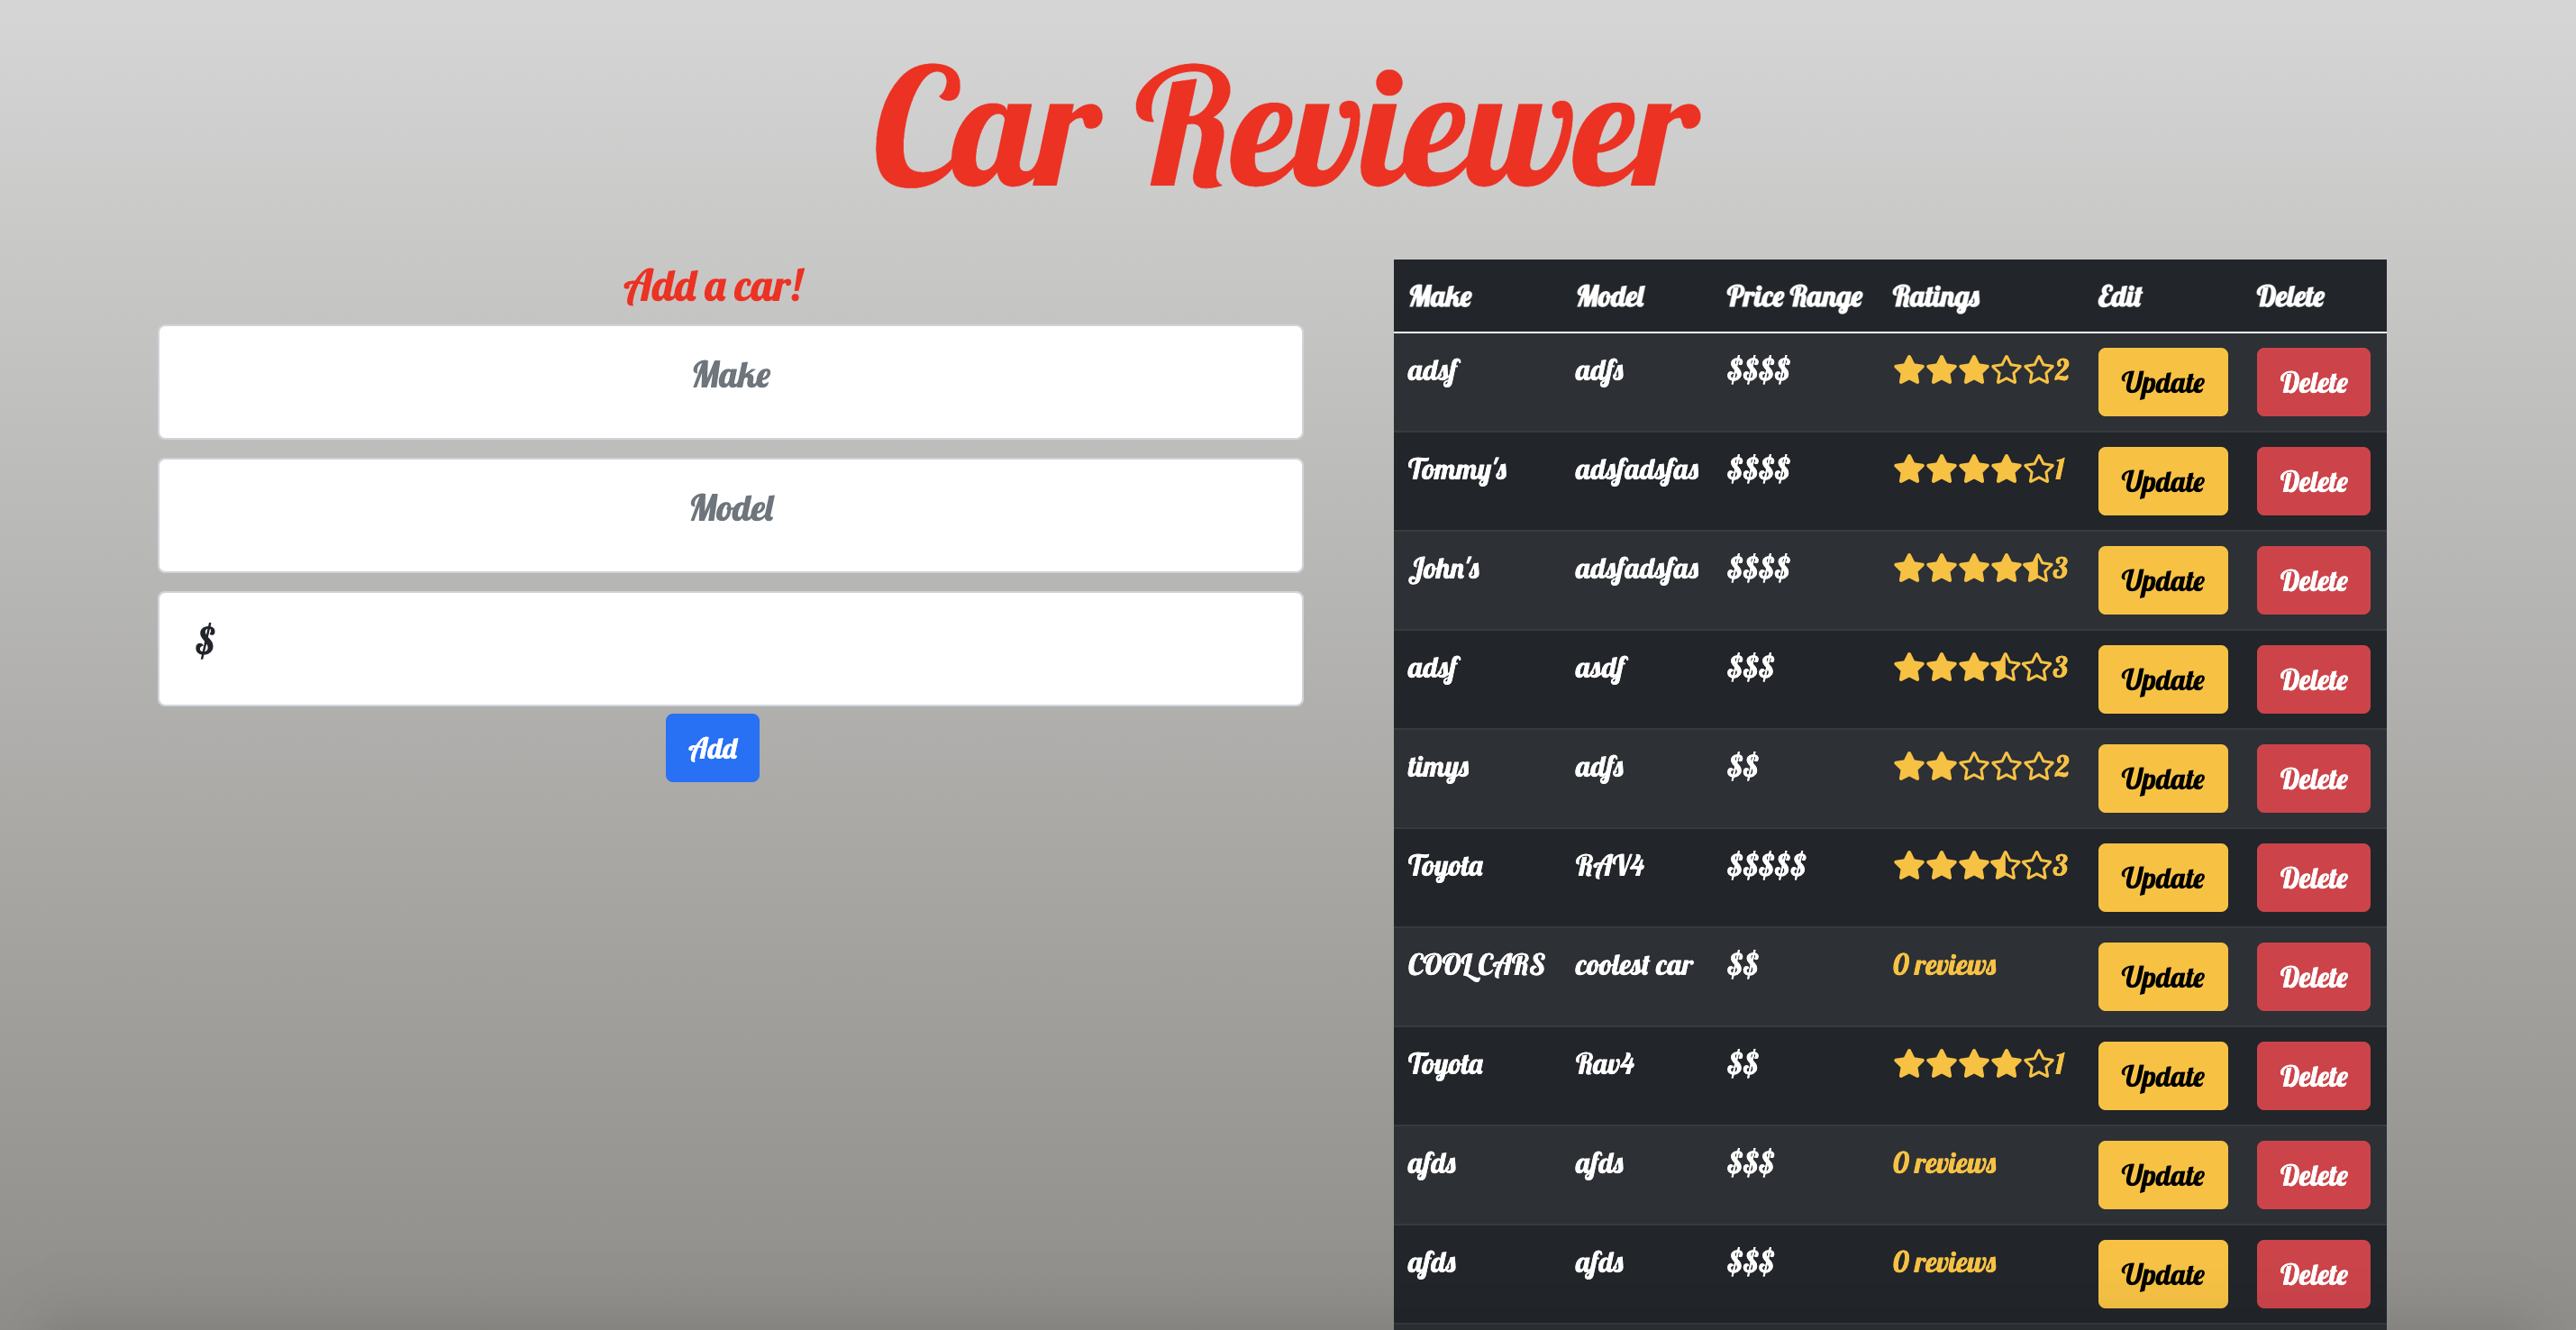 Car Reviewer
Add a car!
Make
Model
$
Add
Make Model Price Range Ratings Edit Delete
adsf adfs $$$$ 2 Update Delete
Tommy's adsfadsfas $$$$ 1 Update Delete
John's adsfadsfas $$$$ 3 Update Delete
adsf asdf $$$ 3 Update Delete
timys adfs $$ 2 Update Delete
Toyota RAV4 $$$$$ 3 Update Delete
COOL CARS coolest car $$ 0 reviews Update Delete
Toyota Rav4 $$ 1 Update Delete
afds afds $$$ 0 reviews Update Delete
afds afds $$$ 0 reviews Update Delete